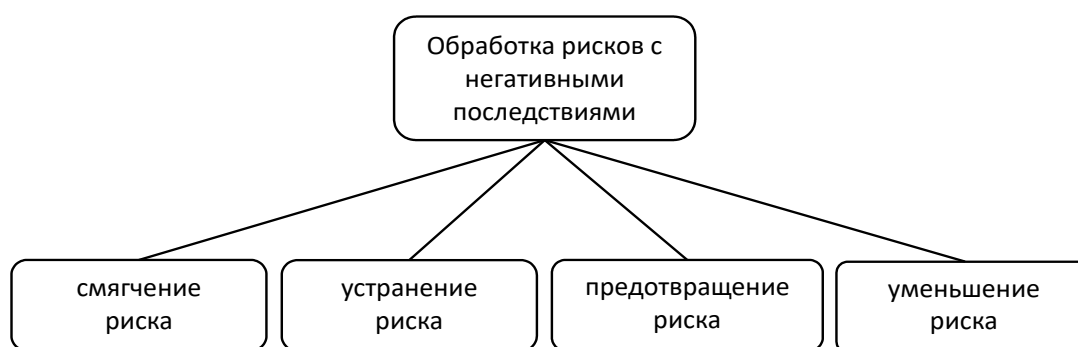 Обработка рисков с
негативными
последствиями
смягчение
риска
устранение
риска
предотвращение
риска
уменьшение
риска